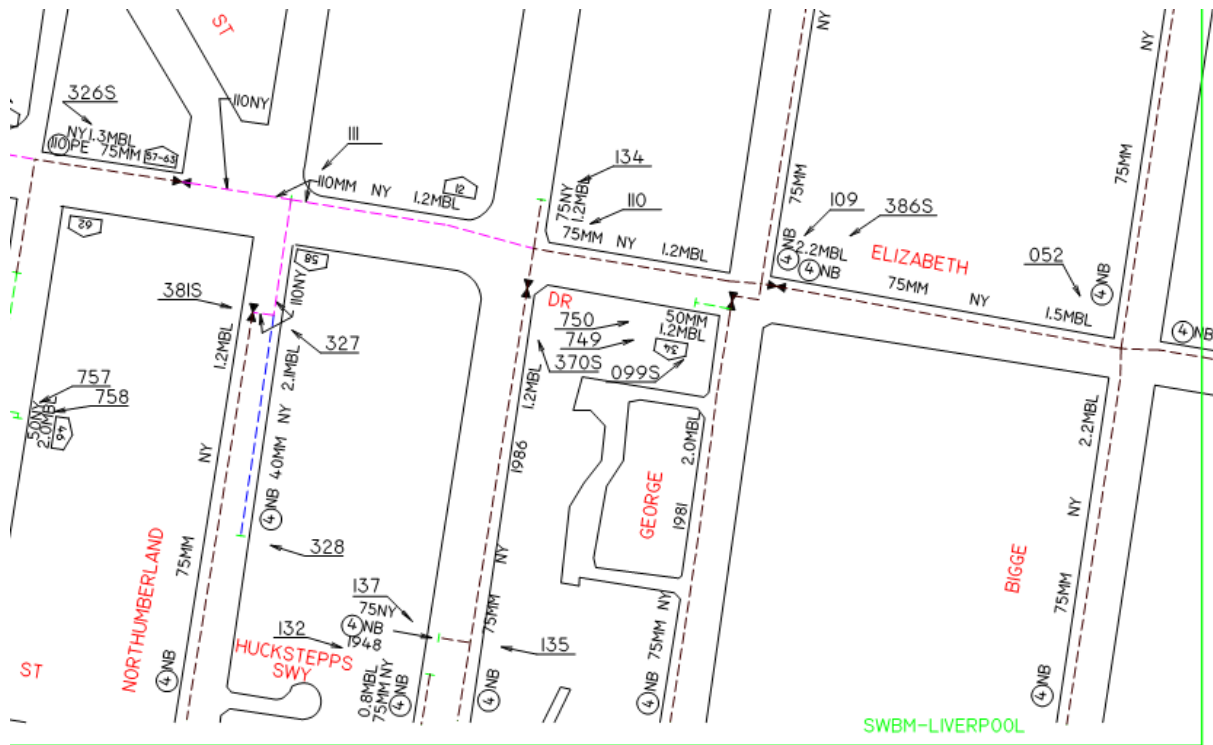 ST
NY
NY
110NY
326S
NY1.3MBL
110 PE 75MM
57-63
111
110MM NY 1.2MBL
12
134
75NY
1.2MBL
110
75MM NY 1.2MBL
75MM
75MM
109
386S
4 NB
2.2MBL
4 NB
ELIZABETH
75MM NY 1.5MBL
052
4 NB
4 NB
62
58
381S
110NY
327
1.2MBL
2.1MBL
DR
750
749
50MM
1.2MBL
34
370S
099S
1.2MBL
757
758
50NY
2.0MBL
46
NY
40MM NY
4 NB
328
1986
2.0MBL
GEORGE
1981
2.2MBL
NY
BIGGE
75MM
NORTHUMBERLAND
75MM
137
75NY
4 NB
1948
132
HUCKSTEPPS
SWY
NY
75MM
135
75MM NY
ST
4 NB
0.8MBL
75MM NY
4 NB
4 NB
4 NB
4 NB
SWBM-LIVERPOOL